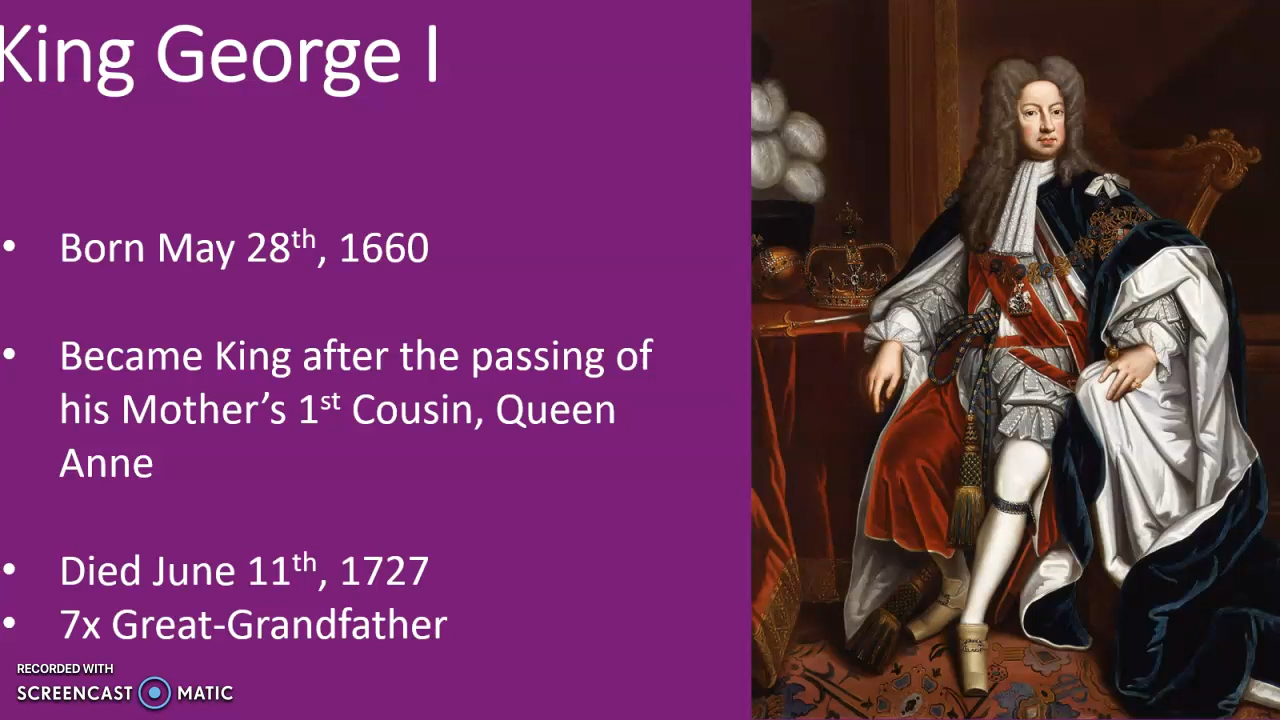 King George I
• Born May 28th, 1660
• Became King after the passing of
his Mother’s 1st Cousin, Queen
Anne
• Died June 11th, 1727
• 7x Great-Grandfather
RECORDED WITH
SCREENCAST MATIC